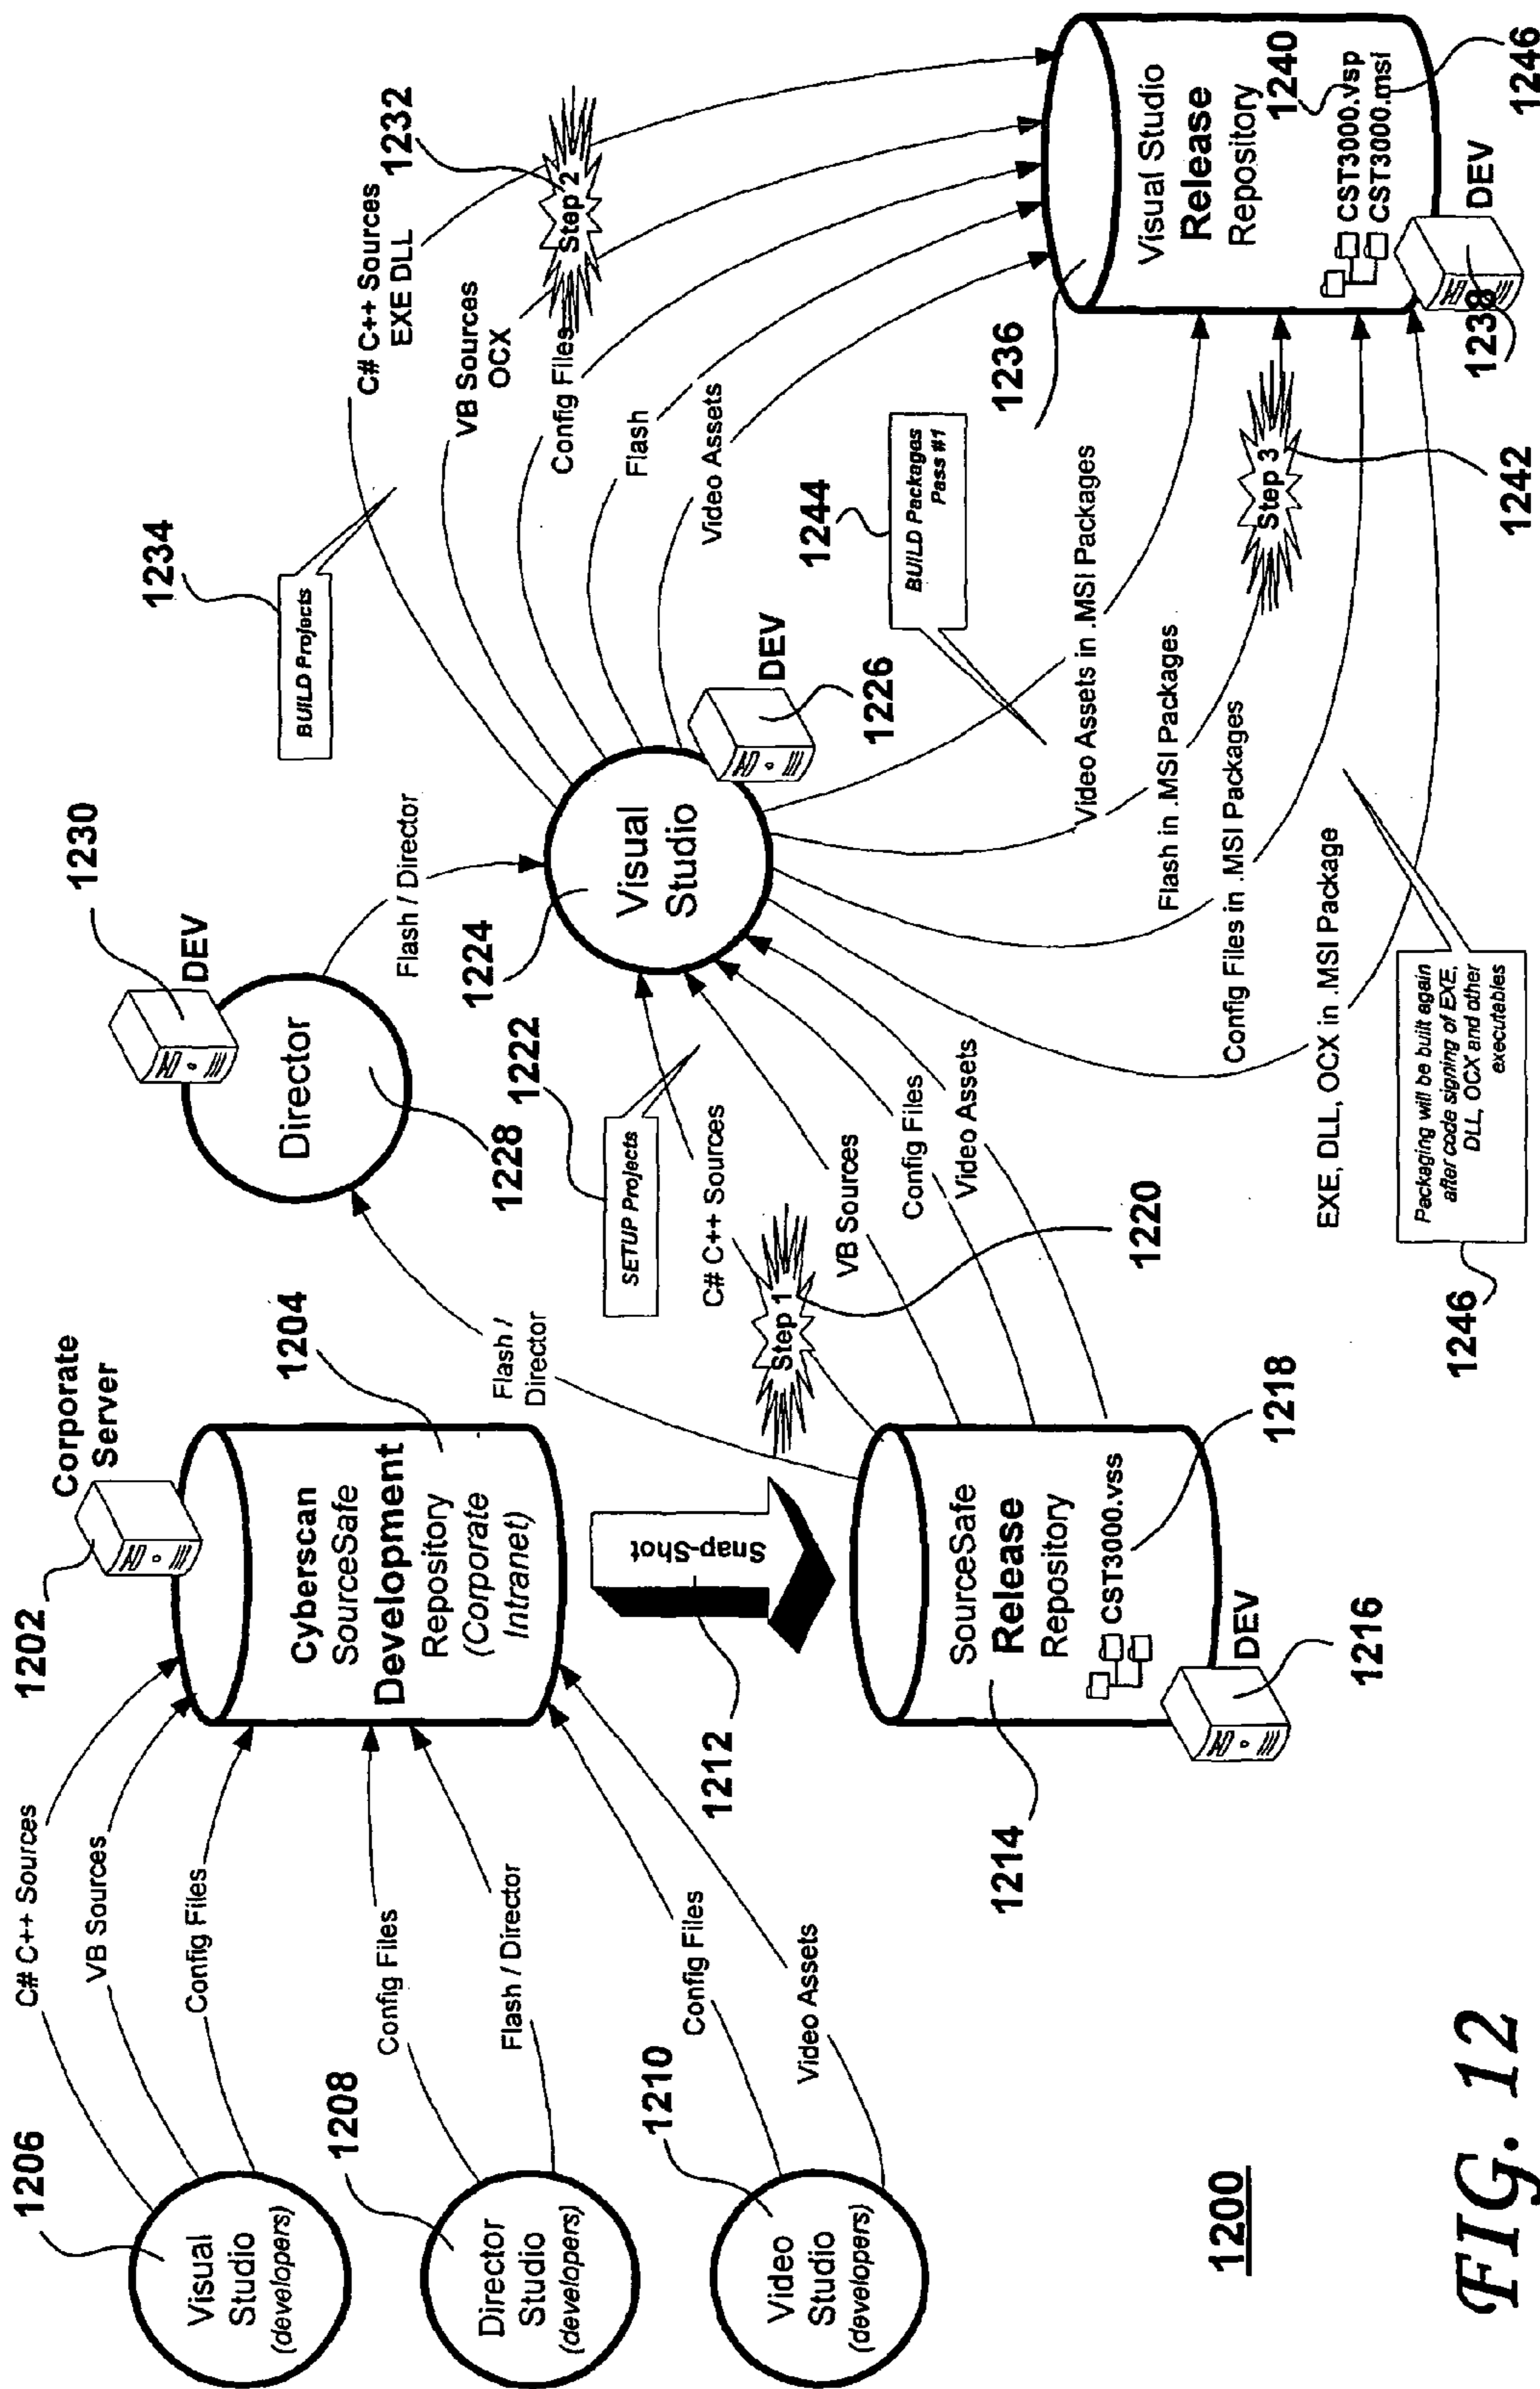 1206
Visual
Studio
(developers)
1208
Director
Studio
(developers)
1210
Video
Studio
(developers)
C# C++ Sources
VB Sources
Config Files
Config Files
Flash / Director
Config Files
Video Assets
1202
Corporate
Server
1204
Cyberscan
SourceSafe
Development
Repository
(Corporate
Intranet)
1212
Snap-Shot
1214
SourceSafe
Release
Repository
CST3000.vss
1218
DEV
1216
Flash /
Director
Step 1
1220
1222
SETUP Projects
C# C++ Sources
VB Sources
Config Files
Video Assets
Director
1228
DEV
1230
Flash / Director
1224
Visual
Studio
DEV
1226
1234
BUILD Projects
C# C++ Sources
EXE DLL
VB Sources
OCX
Config Files
Flash
Video Assets
Step 2
1232
1244
BUILD Packages
Pass #1
Video Assets in .MSI Packages
Flash in .MSI Packages
Config Files in .MSI Packages
EXE, DLL, OCX in .MSI Package
Step 3
1242
1246
Packaging will be built again
after code signing of EXE,
DLL, OCX and other
executables
1236
Visual Studio
Release
Repository
1240
CST3000.vsp
CST3000.msi
1246
DEV
1238
1200
FIG. 12